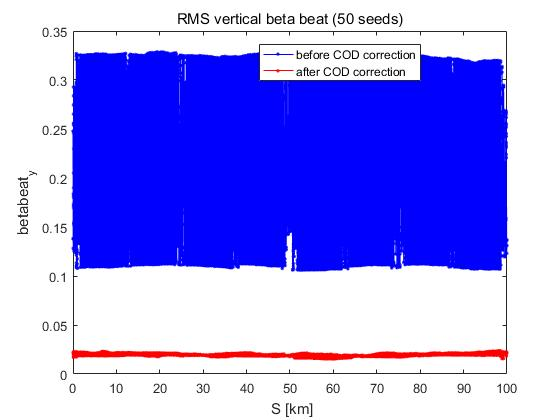 RMS vertical beta beat (50 seeds)
before COD correction
after COD correction
0.35
0.3
0.25
0.2
0.15
0.1
0.05
0
betabeat_y
0 10 20 30 40 50 60 70 80 90 100
S [km]